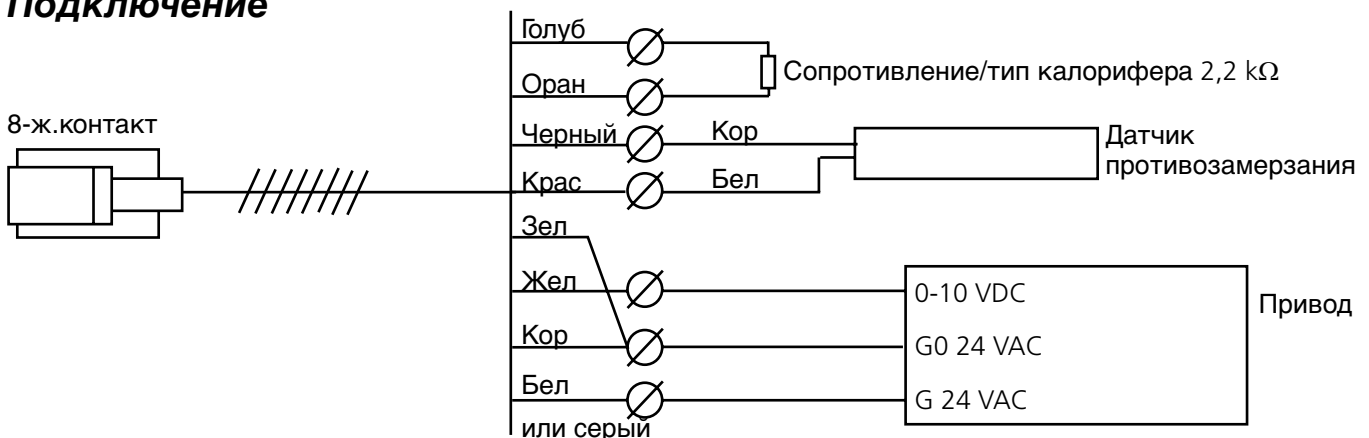 Подключение
Голуб
Сопротивление/тип калорифера 2,2 kΩ
Оран
8-ж.контакт
Черный
Кор
Датчик
противозамерзания
Крас
Бел
Зел
Жел
0-10 VDC
Привод
Кор
G0 24 VAC
Бел
или серый
G 24 VAC